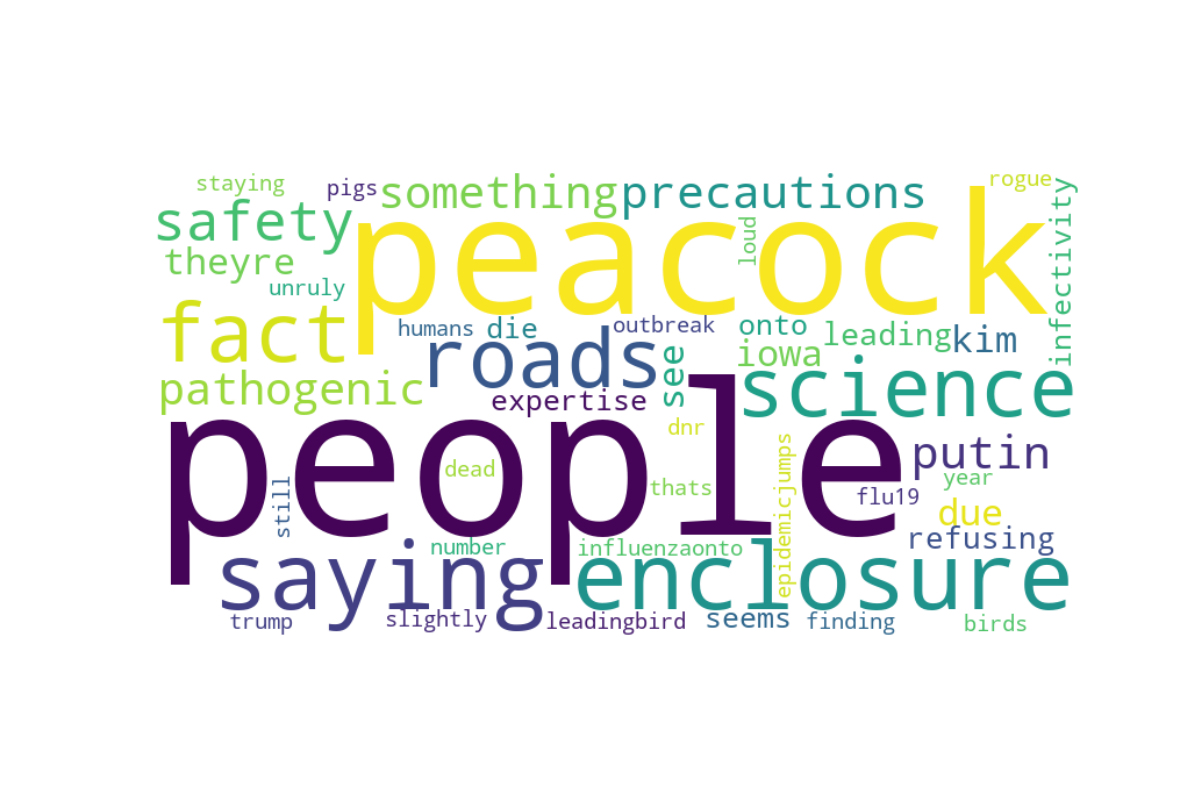 staying
pigs
something
precautions
rogue
safety
peacock
loud
infectivity
theyre
unruly
fact
humans
die
roads
outbreak
onto
iowa
leading
kim
see
science
pathogenic
expertise
people
dnr
putin
dead
still
thats
epidemicjumps
flu19
year
due
refusing
saying
number
influenzaonto
enclosure
trump
slightly
leadingbird
seems
finding
birds